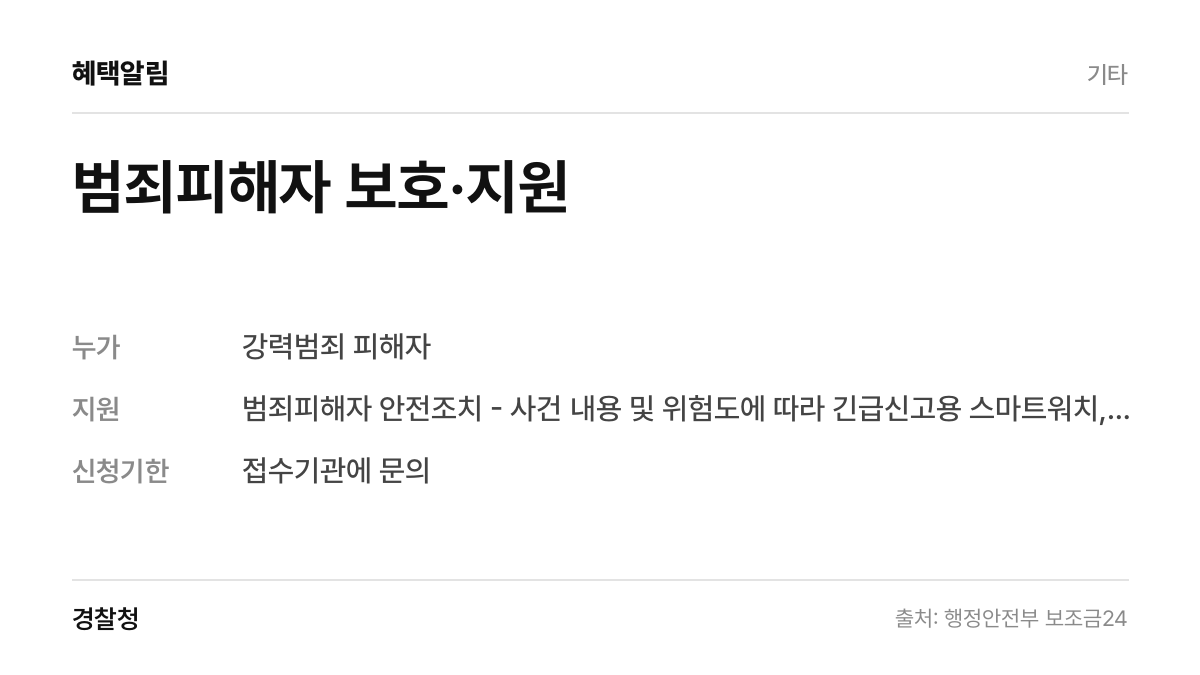 혜택알림
기타
범죄피해자 보호·지원
누가 강력범죄 피해자
지원 범죄피해자 안전조치 - 사건 내용 및 위험도에 따라 긴급신고용 스마트워치,...
신청기한 접수기관에 문의
경찰청
출처: 행정안전부 보조금24